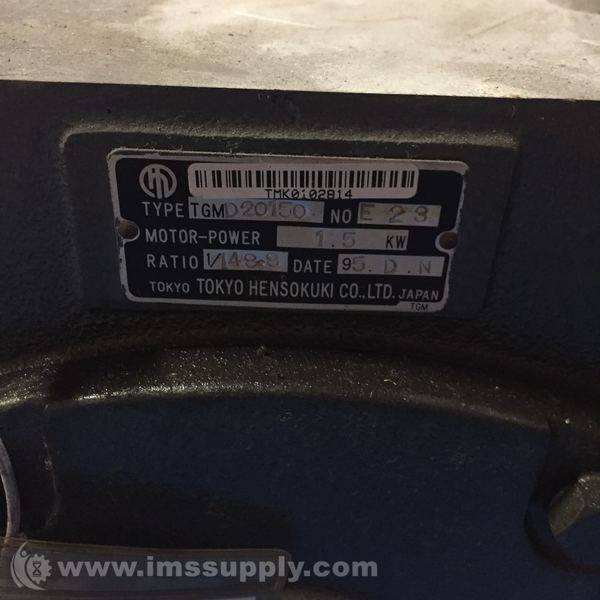 TMK0102814
TYPE TGMD20150 NO E 23
MOTOR-POWER 1.5 KW
RATIO 1/148.8 DATE 95. D. N
TOKYO TOKYO HENSOKUKI CO.,LTD. JAPAN
TGM
www.imssupply.com